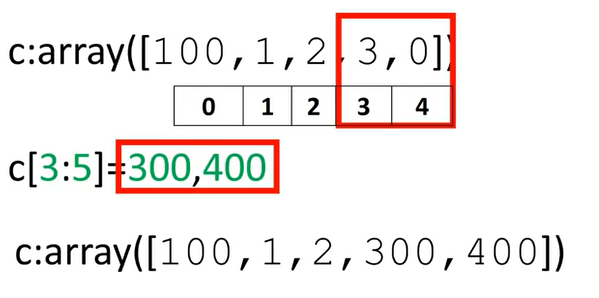 c:array([100,1,2,3,0])
0 1 2 3 4
c[3:5]=300,400
c:array([100,1,2,300,400])